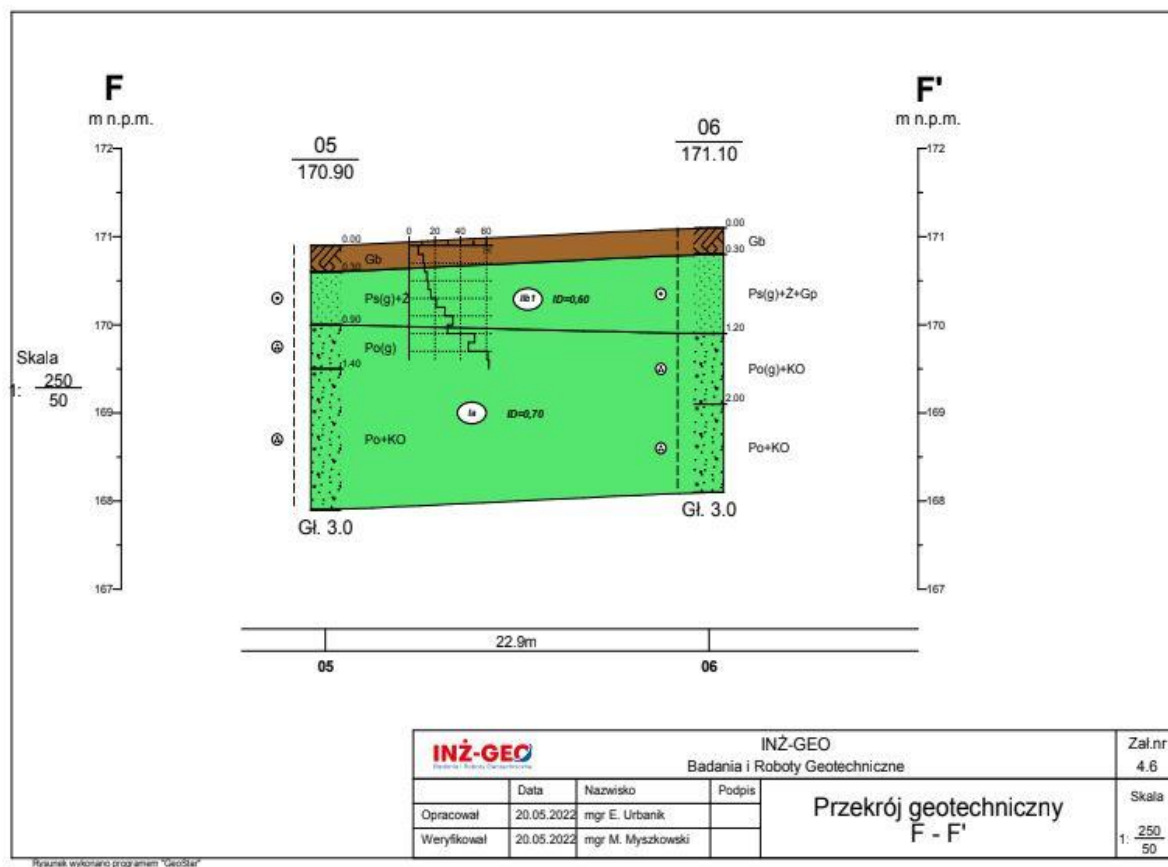 F
m n.p.m.
F'
m n.p.m.
05
170.90
06
171.10
172
171
170
169
168
167
172
171
170
169
168
167
Skala
1: 250
50
0 20 40 60
0.00
Gb
0.30
Ps(g)+Ż
0.90
Po(g)
1.40
Po+KO
Gł. 3.0
IIb1 ID=0,60
Ia ID=0,70
0.00
Gb
0.30
Ps(g)+Ż+Gp
1.20
Po(g)+KO
2.00
Po+KO
Gł. 3.0
22.9m
05 06
INŻ-GEO
Badania i Roboty Geotechniczne
INŻ-GEO
Badania i Roboty Geotechniczne
Zał.nr
4.6
Data Nazwisko Podpis
Opracował 20.05.2022 mgr E. Urbanik
Weryfikował 20.05.2022 mgr M. Myszkowski
Przekrój geotechniczny
F - F'
Skala
1: 250
50
Rysunek wykonano programem "GeoStar"